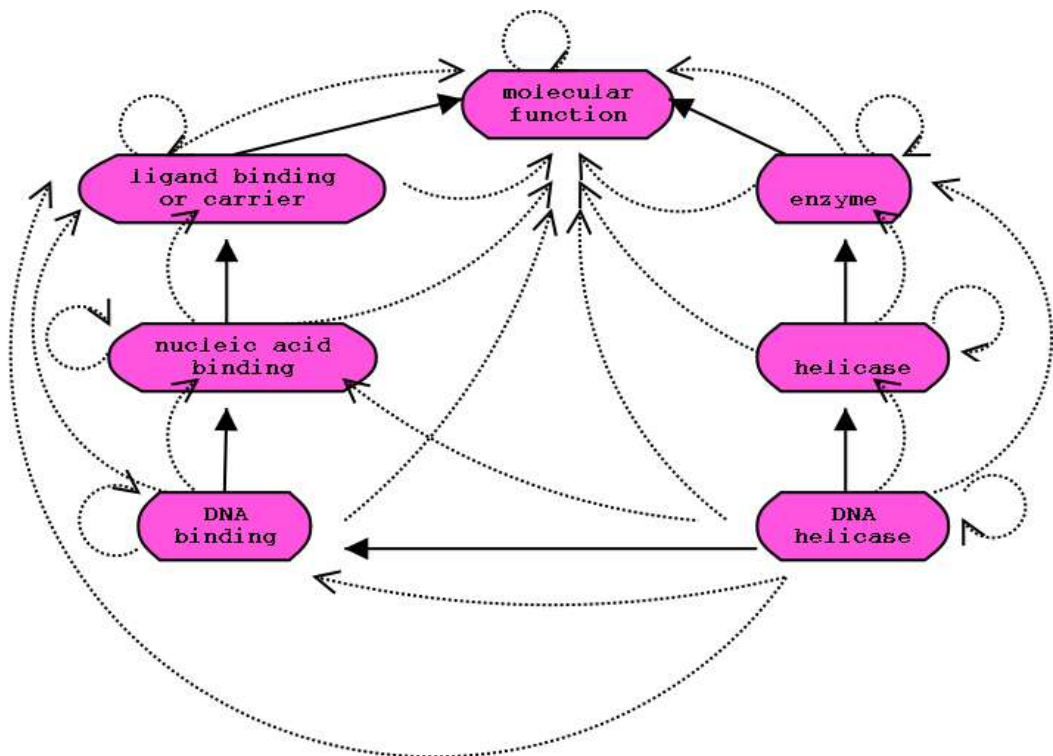 molecular
function
ligand binding
or carrier
enzyme
nucleic acid
binding
helicase
DNA
binding
DNA
helicase